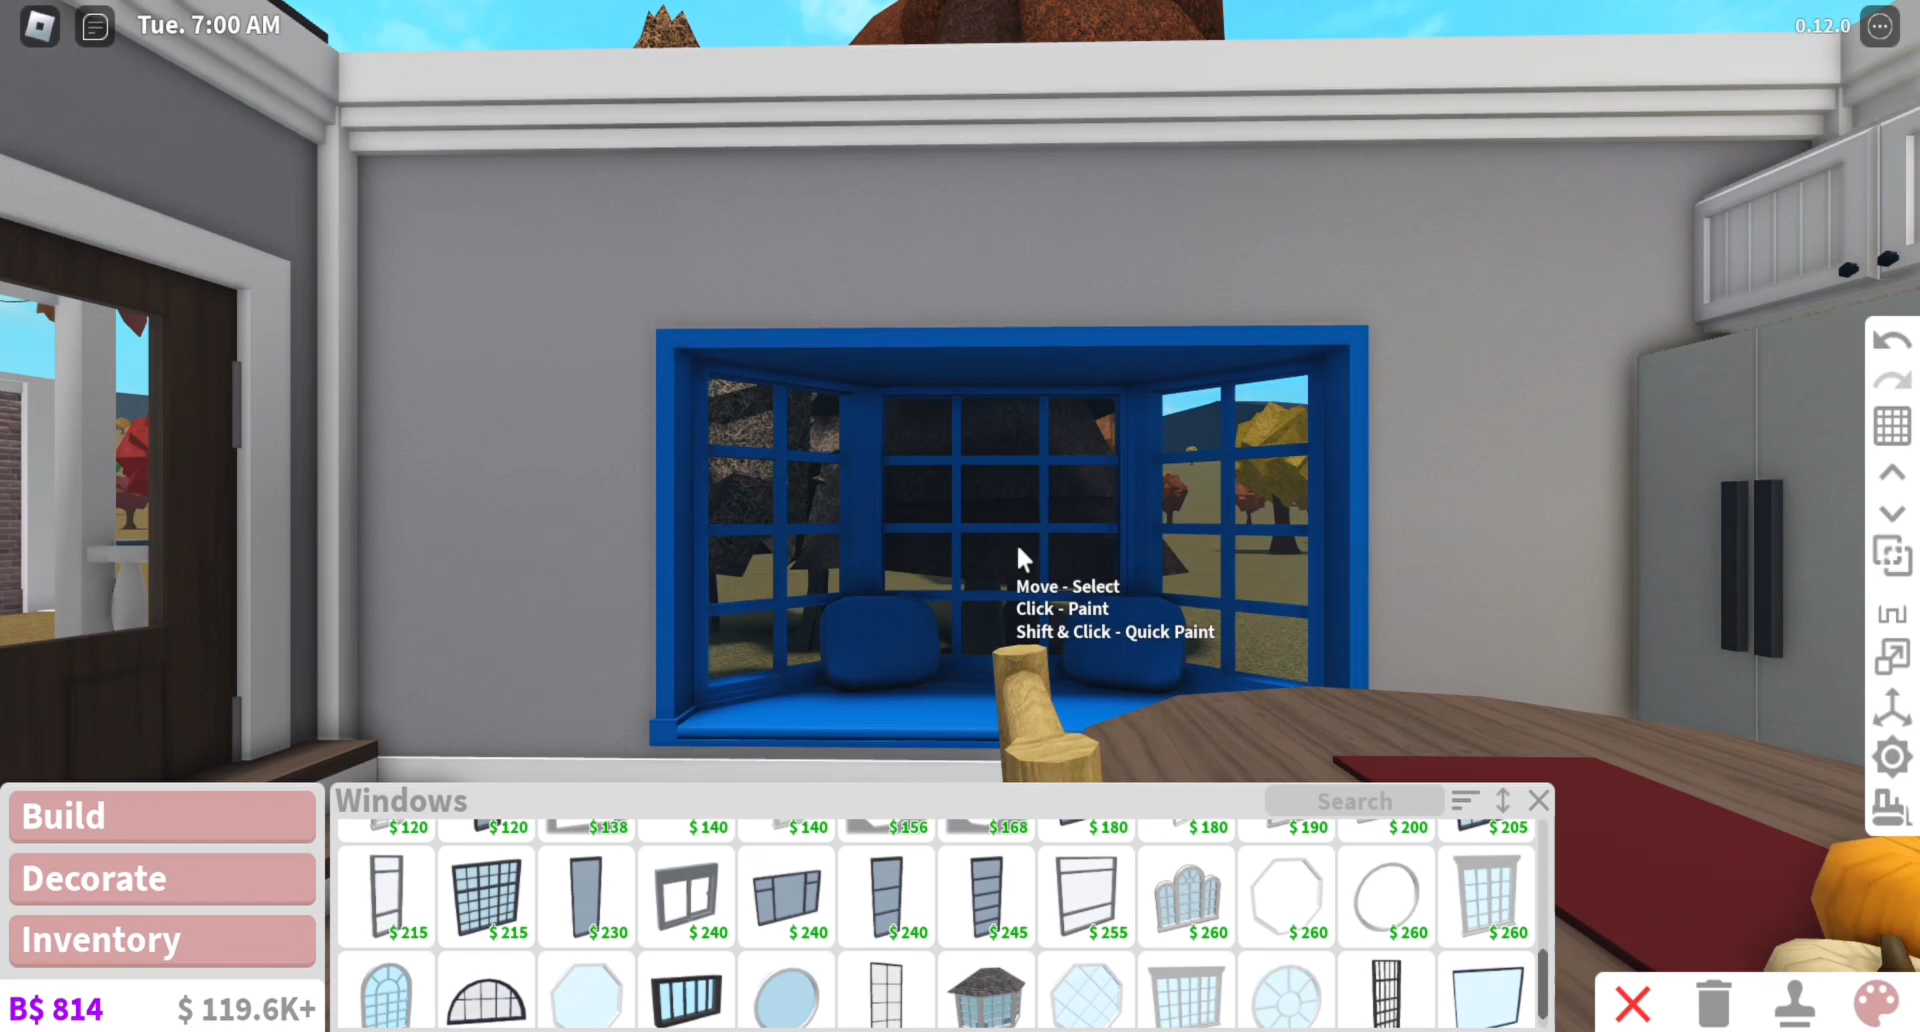 Tue. 7:00 AM
0.12.0
Move - Select
Click - Paint
Shift & Click - Quick Paint
Build
Decorate
Inventory
B$ 814
$ 119.6K+
Windows
Search
$120 $120 $138 $140 $140 $156 $168 $180 $180 $190 $200 $205
$215 $215 $230 $240 $240 $240 $245 $255 $260 $260 $260 $260